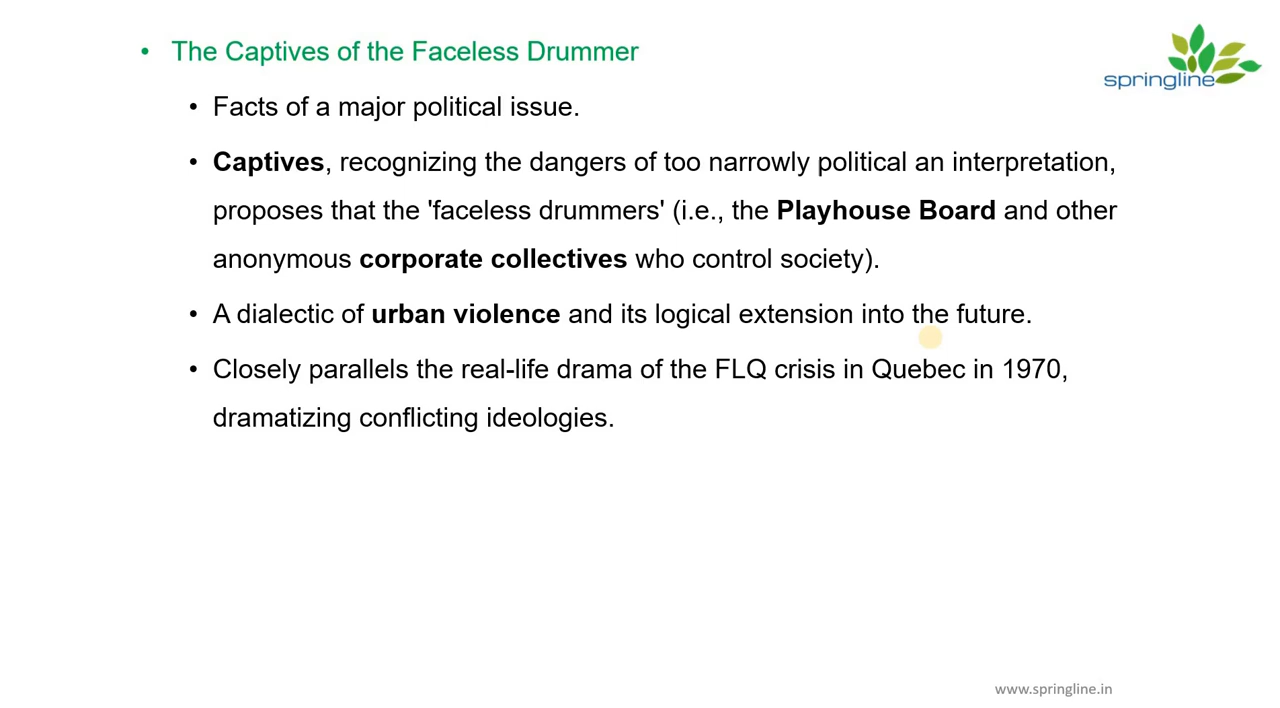 • The Captives of the Faceless Drummer
springline
• Facts of a major political issue.
• Captives, recognizing the dangers of too narrowly political an interpretation,
proposes that the 'faceless drummers' (i.e., the Playhouse Board and other
anonymous corporate collectives who control society).
• A dialectic of urban violence and its logical extension into the future.
• Closely parallels the real-life drama of the FLQ crisis in Quebec in 1970,
dramatizing conflicting ideologies.
www.springline.in